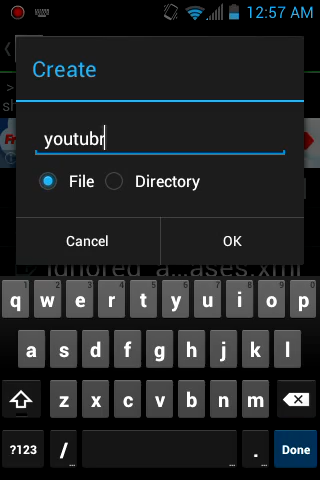 12:57 AM
Create
youtubr
File Directory
Cancel OK
q w e r t y u i o p
a s d f g h j k l
z x c v b n m
?123 / . Done